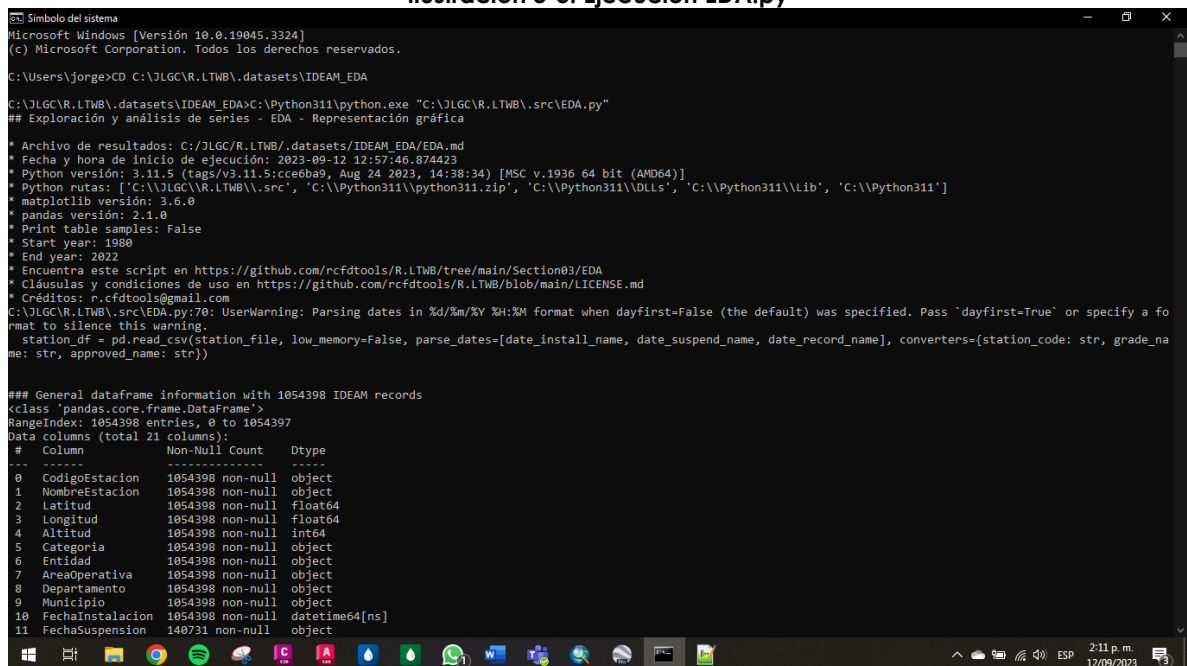 Ilustración 3-6. Ejecución EDA.py
Símbolo del sistema
Microsoft Windows [Versión 10.0.19045.3324]
(c) Microsoft Corporation. Todos los derechos reservados.
C:\Users\jorge>CD C:\JLGC\R.LTWB\.datasets\IDEAM_EDA
C:\JLGC\R.LTWB\.datasets\IDEAM_EDA>C:\Python311\python.exe "C:\JLGC\R.LTWB\.src\EDA.py"
## Exploración y análisis de series - EDA - Representación gráfica
* Archivo de resultados: C:/JLGC/R.LTWB/.datasets/IDEAM_EDA/EDA.md
* Fecha y hora de inicio de ejecución: 2023-09-12 12:57:46.874423
* Python versión: 3.11.5 (tags/v3.11.5:cce6ba9, Aug 24 2023, 14:38:34) [MSC v.1936 64 bit (AMD64)]
* Python rutas: ['C:\\JLGC\\R.LTWB\\.src', 'C:\\Python311\\python311.zip', 'C:\\Python311\\DLLs', 'C:\\Python311\\Lib', 'C:\\Python311']
* matplotlib versión: 3.6.0
* pandas versión: 2.1.0
* Print table samples: False
* Start year: 1980
* End year: 2022
* Encuentra este script en https://github.com/rcfdtools/R.LTWB/tree/main/Section03/EDA
* Cláusulas y condiciones de uso en https://github.com/rcfdtools/R.LTWB/blob/main/LICENSE.md
* Créditos: r.cfdtools@gmail.com
C:\JLGC\R.LTWB\.src\EDA.py:70: UserWarning: Parsing dates in %d/%m/%Y %H:%M format when dayfirst=False (the default) was specified. Pass `dayfirst=True` or specify a fo
rmat to silence this warning.
station_df = pd.read_csv(station_file, low_memory=False, parse_dates=[date_install_name, date_suspend_name, date_record_name], converters={station_code: str, grade_na
me: str, approved_name: str})
### General dataframe information with 1054398 IDEAM records
<class 'pandas.core.frame.DataFrame'>
RangeIndex: 1054398 entries, 0 to 1054397
Data columns (total 21 columns):
# Column Non-Null Count Dtype
--- ------ -------------- -----
0 CodigoEstacion 1054398 non-null object
1 NombreEstacion 1054398 non-null object
2 Latitud 1054398 non-null float64
3 Longitud 1054398 non-null float64
4 Altitud 1054398 non-null int64
5 Categoria 1054398 non-null object
6 Entidad 1054398 non-null object
7 AreaOperativa 1054398 non-null object
8 Departamento 1054398 non-null object
9 Municipio 1054398 non-null object
10 FechaInstalacion 1054398 non-null datetime64[ns]
11 FechaSuspension 140731 non-null object
ESP
2:11 p. m.
12/09/2023